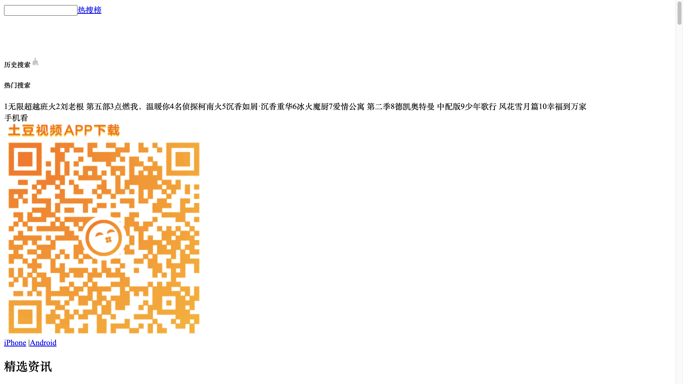 热搜榜
历史搜索
热门搜索
1无限超越班火2刘老根 第五部3点燃我、温暖你4名侦探柯南火5沉香如屑·沉香重华6冰火魔厨7爱情公寓 第二季8德凯奥特曼 中配版9少年歌行 风花雪月篇10幸福到万家
手机看
土豆视频APP下载
iPhone |Android
精选资讯